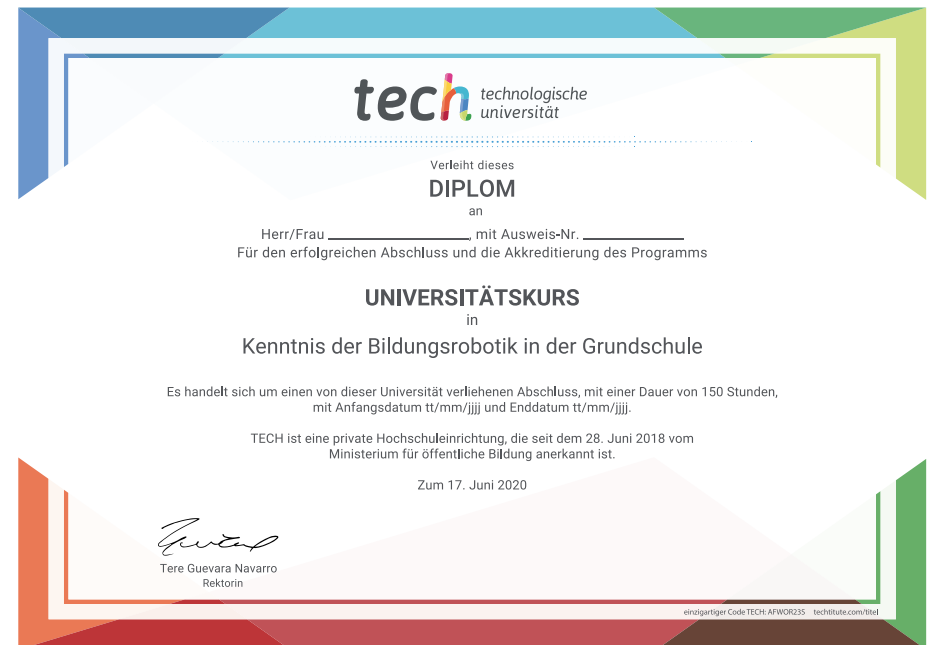 tech technologische
universität
Verleiht dieses
DIPLOM
an
Herr/Frau ____________, mit Ausweis-Nr. ____________
Für den erfolgreichen Abschluss und die Akkreditierung des Programms
UNIVERSITÄTSKURS
in
Kenntnis der Bildungsrobotik in der Grundschule
Es handelt sich um einen von dieser Universität verliehenen Abschluss, mit einer Dauer von 150 Stunden,
mit Anfangsdatum tt/mm/jjjj und Enddatum tt/mm/jjjj.
TECH ist eine private Hochschuleinrichtung, die seit dem 28. Juni 2018 vom
Ministerium für öffentliche Bildung anerkannt ist.
Zum 17. Juni 2020
Tere Guevara Navarro
Rektorin
einzigartiger Code TECH: AFWOR23S techtitute.com/titel